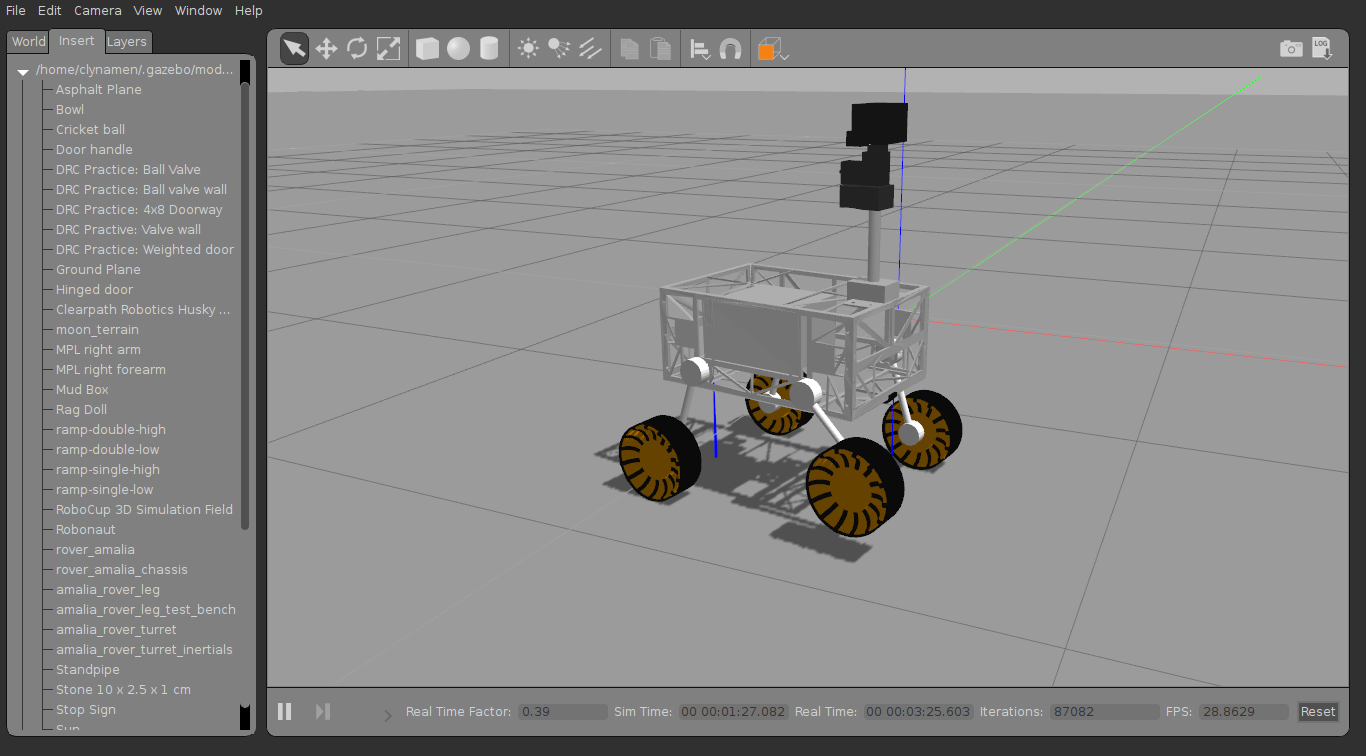 File Edit Camera View Window Help
World Insert Layers
/home/clynamen/.gazebo/mod...
Asphalt Plane
Bowl
Cricket ball
Door handle
DRC Practice: Ball Valve
DRC Practice: Ball valve wall
DRC Practice: 4x8 Doorway
DRC Practive: Valve wall
DRC Practice: Weighted door
Ground Plane
Hinged door
Clearpath Robotics Husky ...
moon_terrain
MPL right arm
MPL right forearm
Mud Box
Rag Doll
ramp-double-high
ramp-double-low
ramp-single-high
ramp-single-low
RoboCup 3D Simulation Field
Robonaut
rover_amalia
rover_amalia_chassis
amalia_rover_leg
amalia_rover_leg_test_bench
amalia_rover_turret
amalia_rover_turret_inertials
Standpipe
Stone 10 x 2.5 x 1 cm
Stop Sign
Sun
LOG
Real Time Factor: 0.39 Sim Time: 00 00:01:27.082 Real Time: 00 00:03:25.603 Iterations: 87082 FPS: 28.8629 Reset